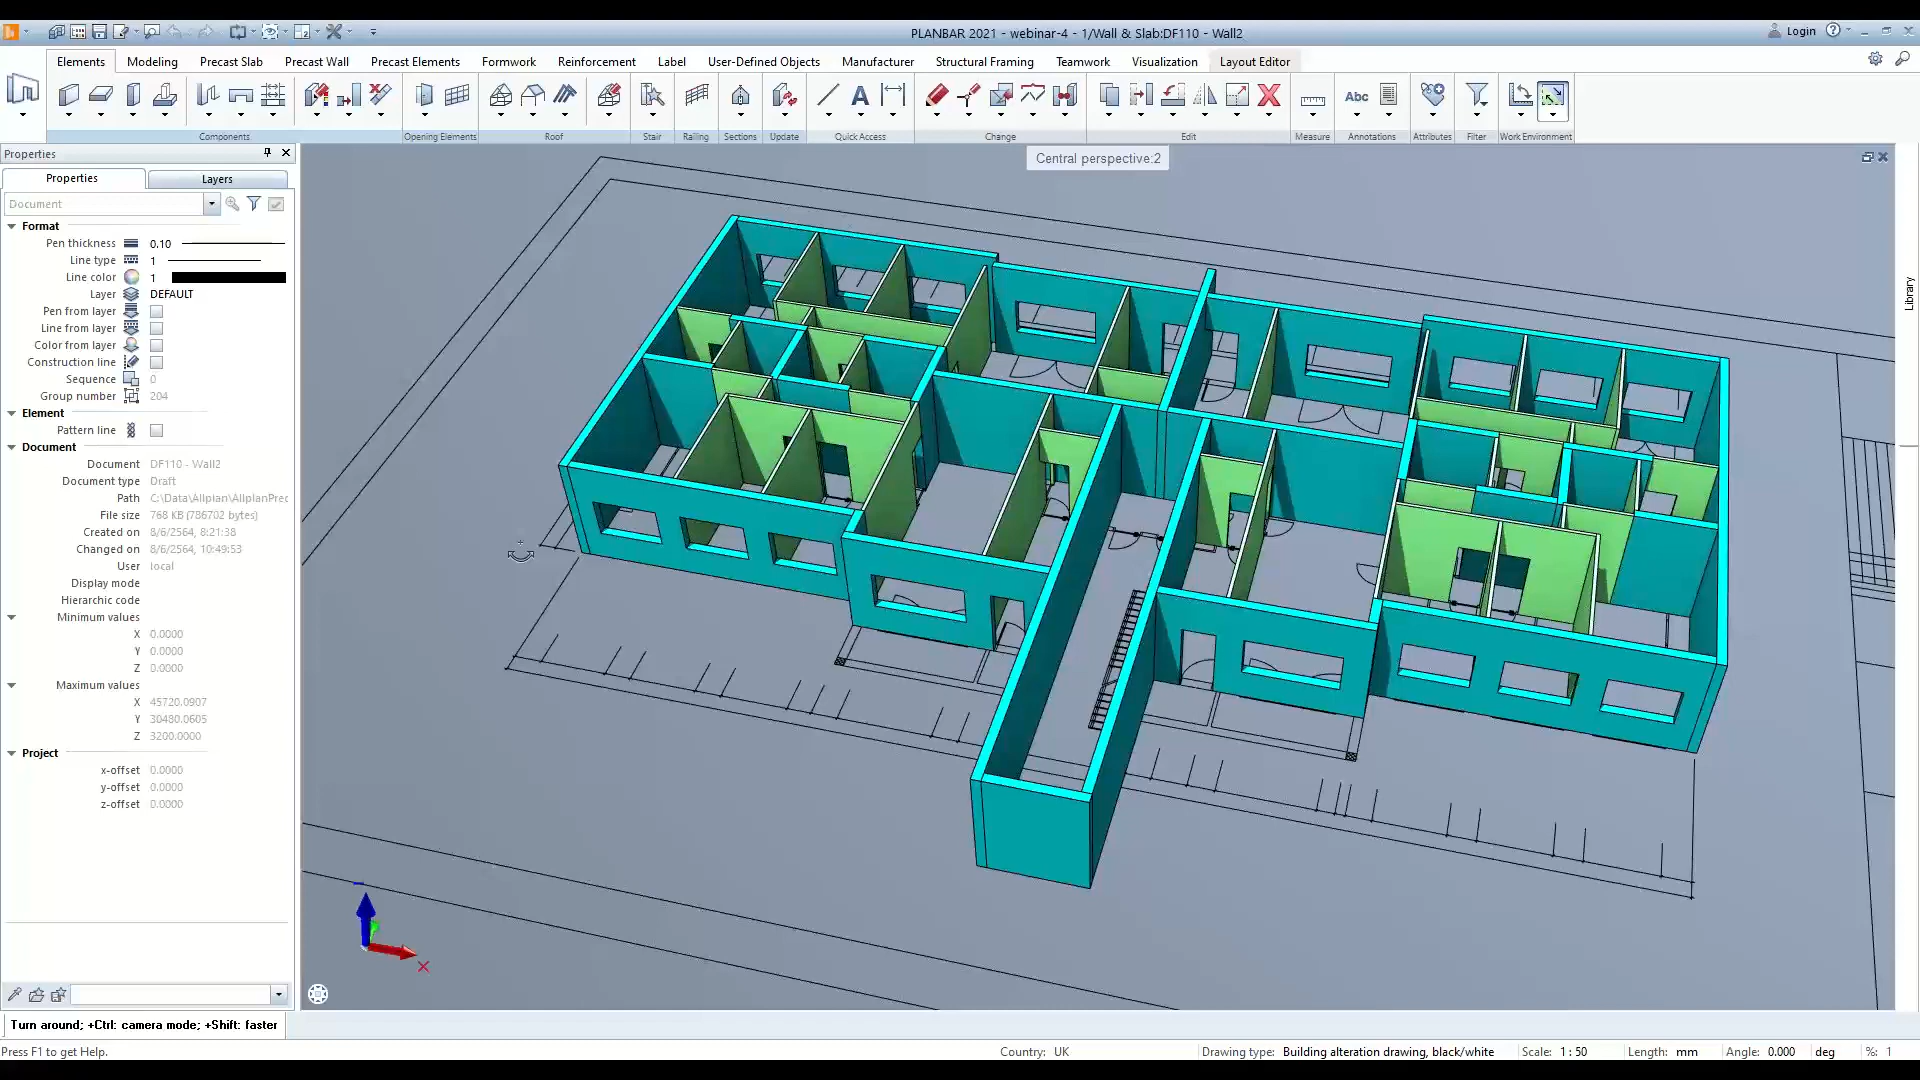 PLANBAR 2021 - webinar-4 - 1/Wall & Slab:DF110 - Wall2
Login
Elements Modeling Precast Slab Precast Wall Precast Elements Formwork Reinforcement Label User-Defined Objects Manufacturer Structural Framing Teamwork Visualization Layout Editor
Abc
Components Opening Elements Roof Stair Railing Sections Update Quick Access Change Edit Measure Annotations Attributes Filter Work Environment
Properties
Central perspective:2
Properties Layers
Document
Format
Pen thickness 0.10
Line type 1
Line color 1
Layer DEFAULT
Pen from layer
Line from layer
Color from layer
Construction line
Sequence 0
Group number 204
Element
Pattern line
Document
Document DF110 - Wall2
Document type Draft
Path C:\Data\Allplan\AllplanPrec
File size 768 KB (786702 bytes)
Created on 8/6/2564, 8:21:38
Changed on 8/6/2564, 10:49:53
User local
Display mode
Hierarchic code
Minimum values
X 0.0000
Y 0.0000
Z 0.0000
Maximum values
X 45720.0907
Y 30480.0605
Z 3200.0000
Project
x-offset 0.0000
y-offset 0.0000
z-offset 0.0000
Library
Turn around; +Ctrl: camera mode; +Shift: faster
Press F1 to get Help. Country: UK Drawing type: Building alteration drawing, black/white Scale: 1 : 50 Length: mm Angle: 0.000 deg %: 1